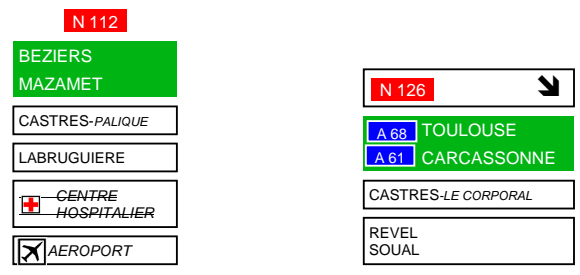 N 112
BEZIERS
MAZAMET
CASTRES-PALIQUE
LABRUGUIERE
CENTRE
HOSPITALIER
AEROPORT
N 126
A 68 TOULOUSE
A 61 CARCASSONNE
CASTRES-LE CORPORAL
REVEL
SOUAL